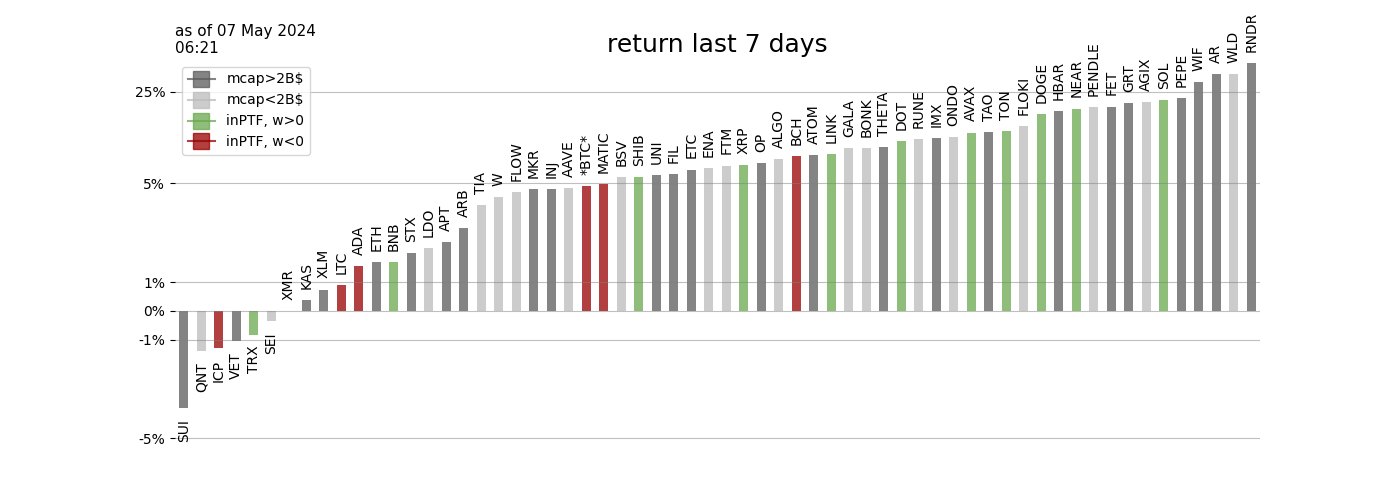 as of 07 May 2024
06:21
return last 7 days
mcap>2B$
mcap<2B$
inPTF, w>0
inPTF, w<0
25%
5%
1%
0%
-1%
-5%
SUI
QNT
ICP
VET
TRX
SEI
XMR
KAS
XLM
LTC
ADA
ETH
BNB
STX
LDO
APT
ARB
TIA
W
FLOW
MKR
INJ
AAVE
*BTC*
MATIC
BSV
SHIB
UNI
FIL
ETC
ENA
FTM
XRP
OP
ALGO
BCH
ATOM
LINK
GALA
BONK
THETA
DOT
RUNE
IMX
ONDO
AVAX
TAO
TON
FLOKI
DOGE
HBAR
NEAR
PENDLE
FET
GRT
AGIX
SOL
PEPE
WIF
AR
WLD
RNDR